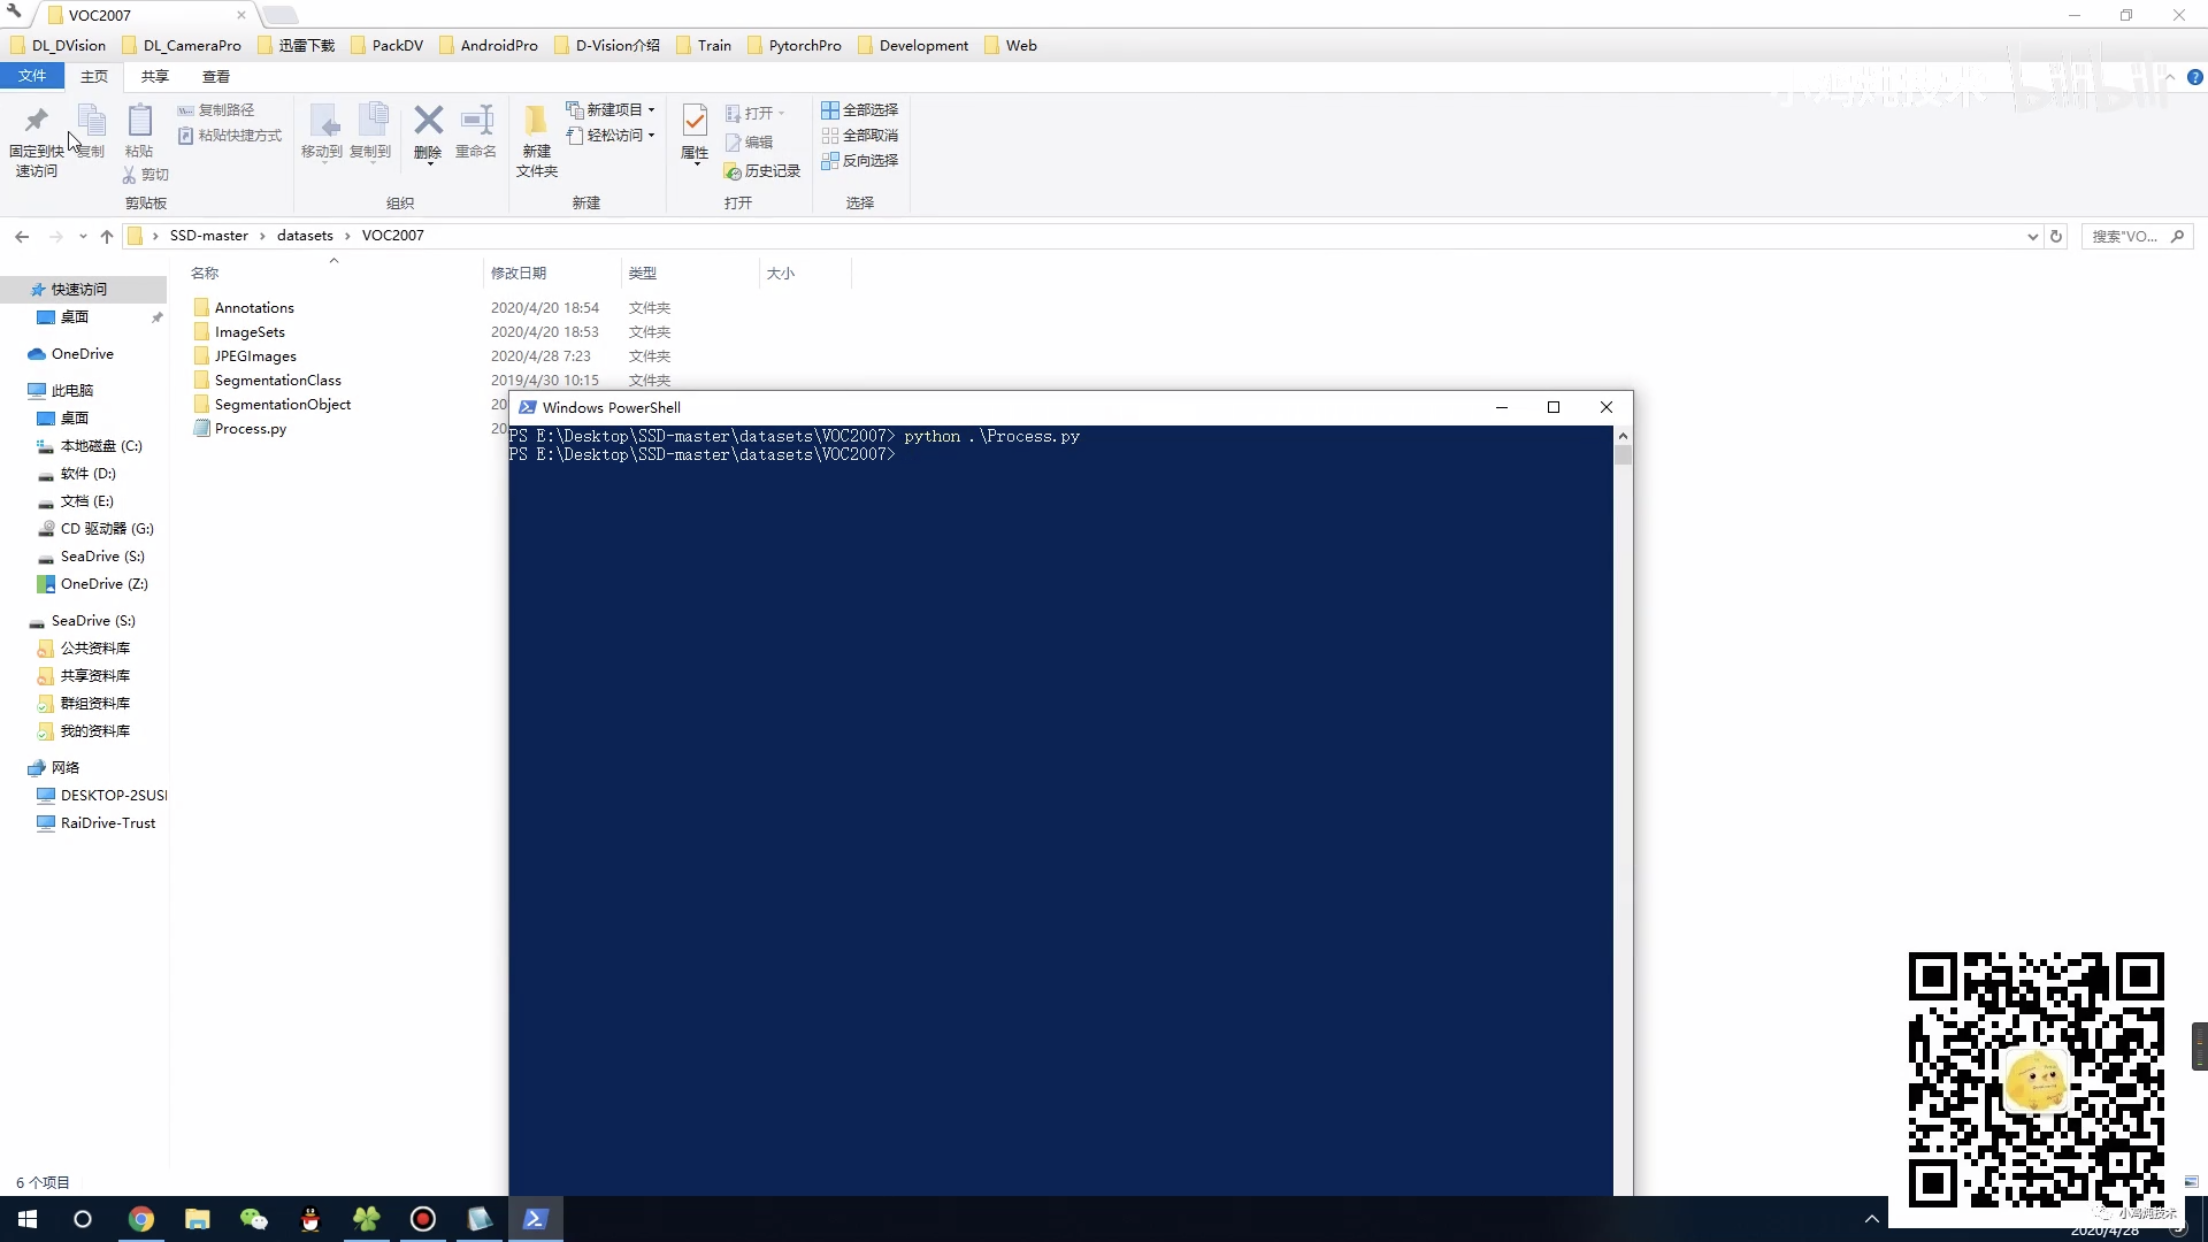 VOC2007
DL_DVision DL_CameraPro 迅雷下载 PackDV AndroidPro D-Vision介绍 Train PytorchPro Development Web
文件 主页 共享 查看
小鸡炖技术 bilibili
固定到快速访问 复制 粘贴 复制路径 粘贴快捷方式 剪切 移动到 复制到 删除 重命名 新建文件夹 新建项目 轻松访问 属性 打开 编辑 历史记录 全部选择 全部取消 反向选择
剪贴板 组织 新建 打开 选择
SSD-master › datasets › VOC2007 搜索"VO...
名称 修改日期 类型 大小
Annotations 2020/4/20 18:54 文件夹
ImageSets 2020/4/20 18:53 文件夹
JPEGImages 2020/4/28 7:23 文件夹
SegmentationClass 2019/4/30 10:15 文件夹
SegmentationObject 20
Process.py 20
快速访问
桌面
OneDrive
此电脑
桌面
本地磁盘 (C:)
软件 (D:)
文档 (E:)
CD 驱动器 (G:)
SeaDrive (S:)
OneDrive (Z:)
SeaDrive (S:)
公共资料库
共享资料库
群组资料库
我的资料库
网络
DESKTOP-2SUSI
RaiDrive-Trust
Windows PowerShell
PS E:\Desktop\SSD-master\datasets\VOC2007> python .\Process.py
PS E:\Desktop\SSD-master\datasets\VOC2007>
6 个项目
小鸡炖技术
2020/4/28